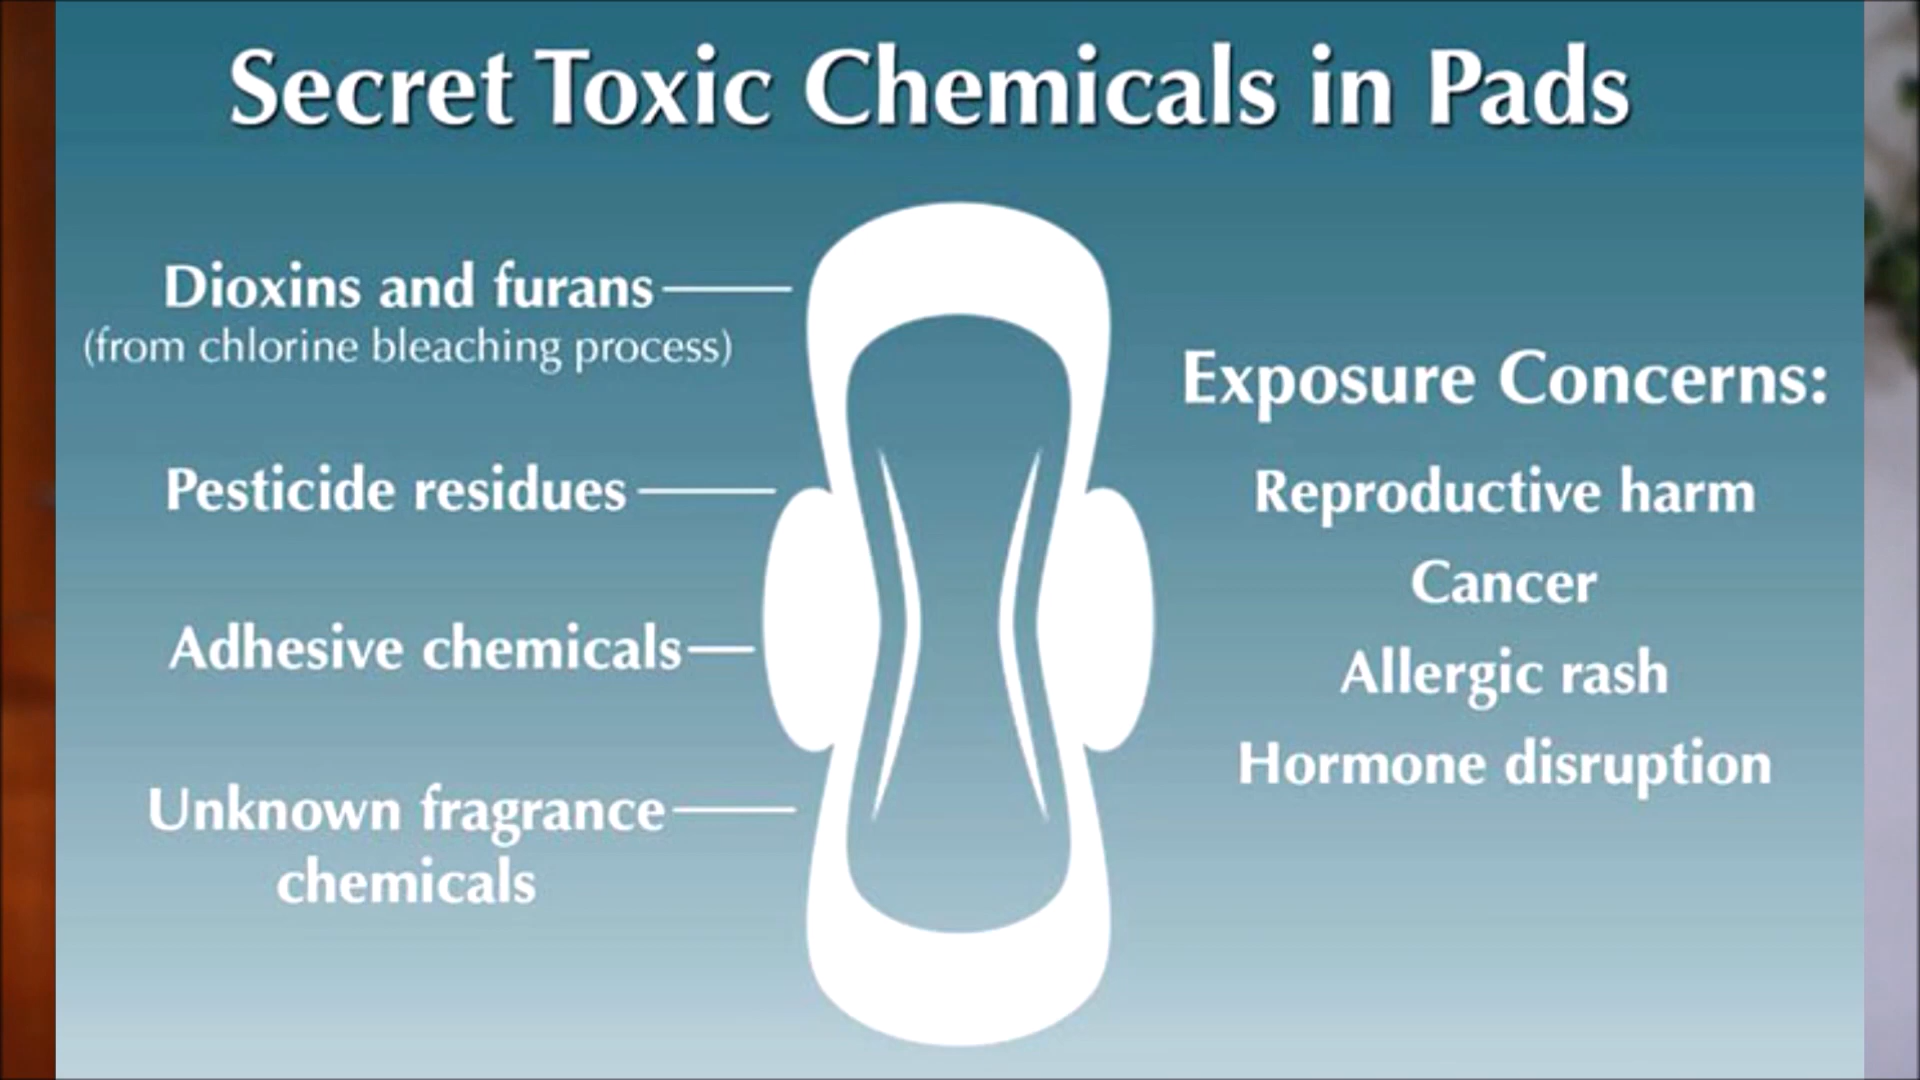 Secret Toxic Chemicals in Pads
Dioxins and furans
(from chlorine bleaching process)
Pesticide residues
Adhesive chemicals
Unknown fragrance
chemicals
Exposure Concerns:
Reproductive harm
Cancer
Allergic rash
Hormone disruption